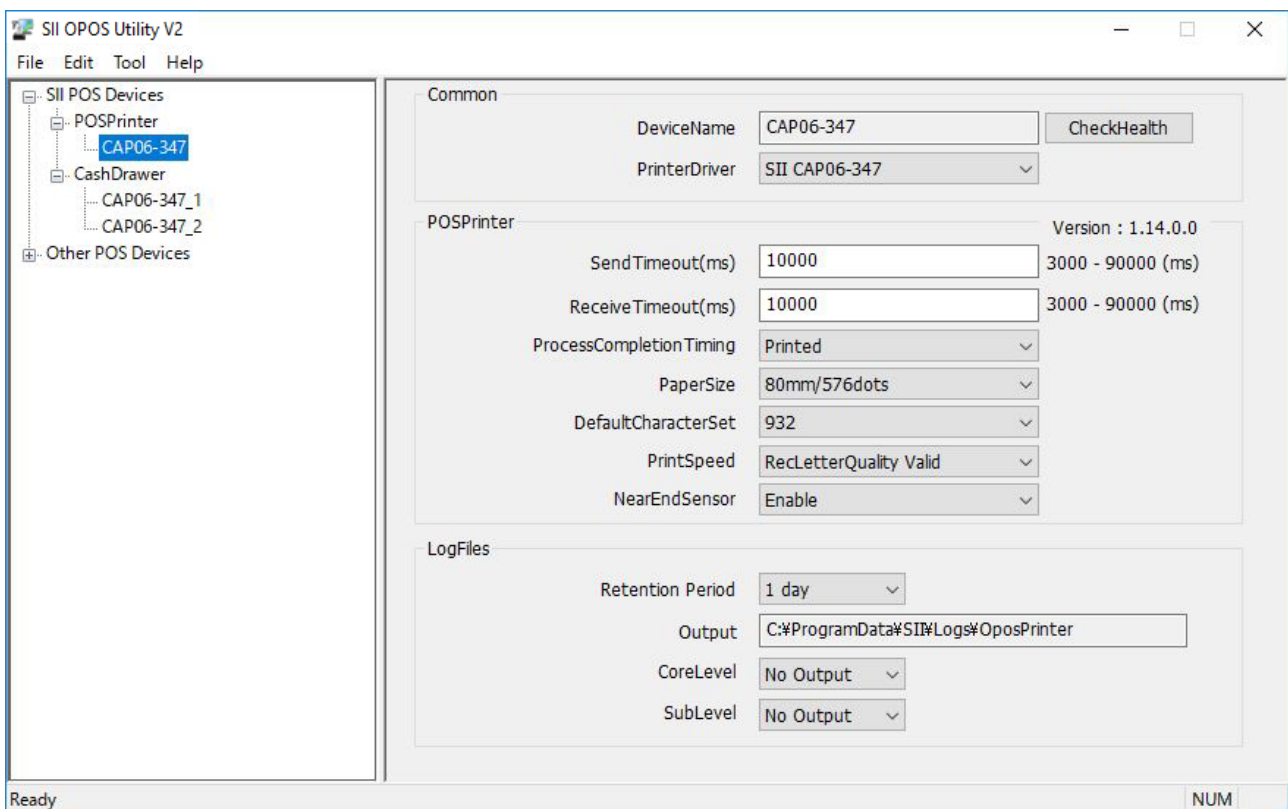 SII OPOS Utility V2
File Edit Tool Help
SII POS Devices
POSPrinter
CAP06-347
CashDrawer
CAP06-347_1
CAP06-347_2
Other POS Devices
Common
DeviceName CAP06-347 CheckHealth
PrinterDriver SII CAP06-347
POSPrinter Version : 1.14.0.0
SendTimeout(ms) 10000 3000 - 90000 (ms)
ReceiveTimeout(ms) 10000 3000 - 90000 (ms)
ProcessCompletionTiming Printed
PaperSize 80mm/576dots
DefaultCharacterSet 932
PrintSpeed RecLetterQuality Valid
NearEndSensor Enable
LogFiles
Retention Period 1 day
Output C:¥ProgramData¥SII¥Logs¥OposPrinter
CoreLevel No Output
SubLevel No Output
Ready NUM